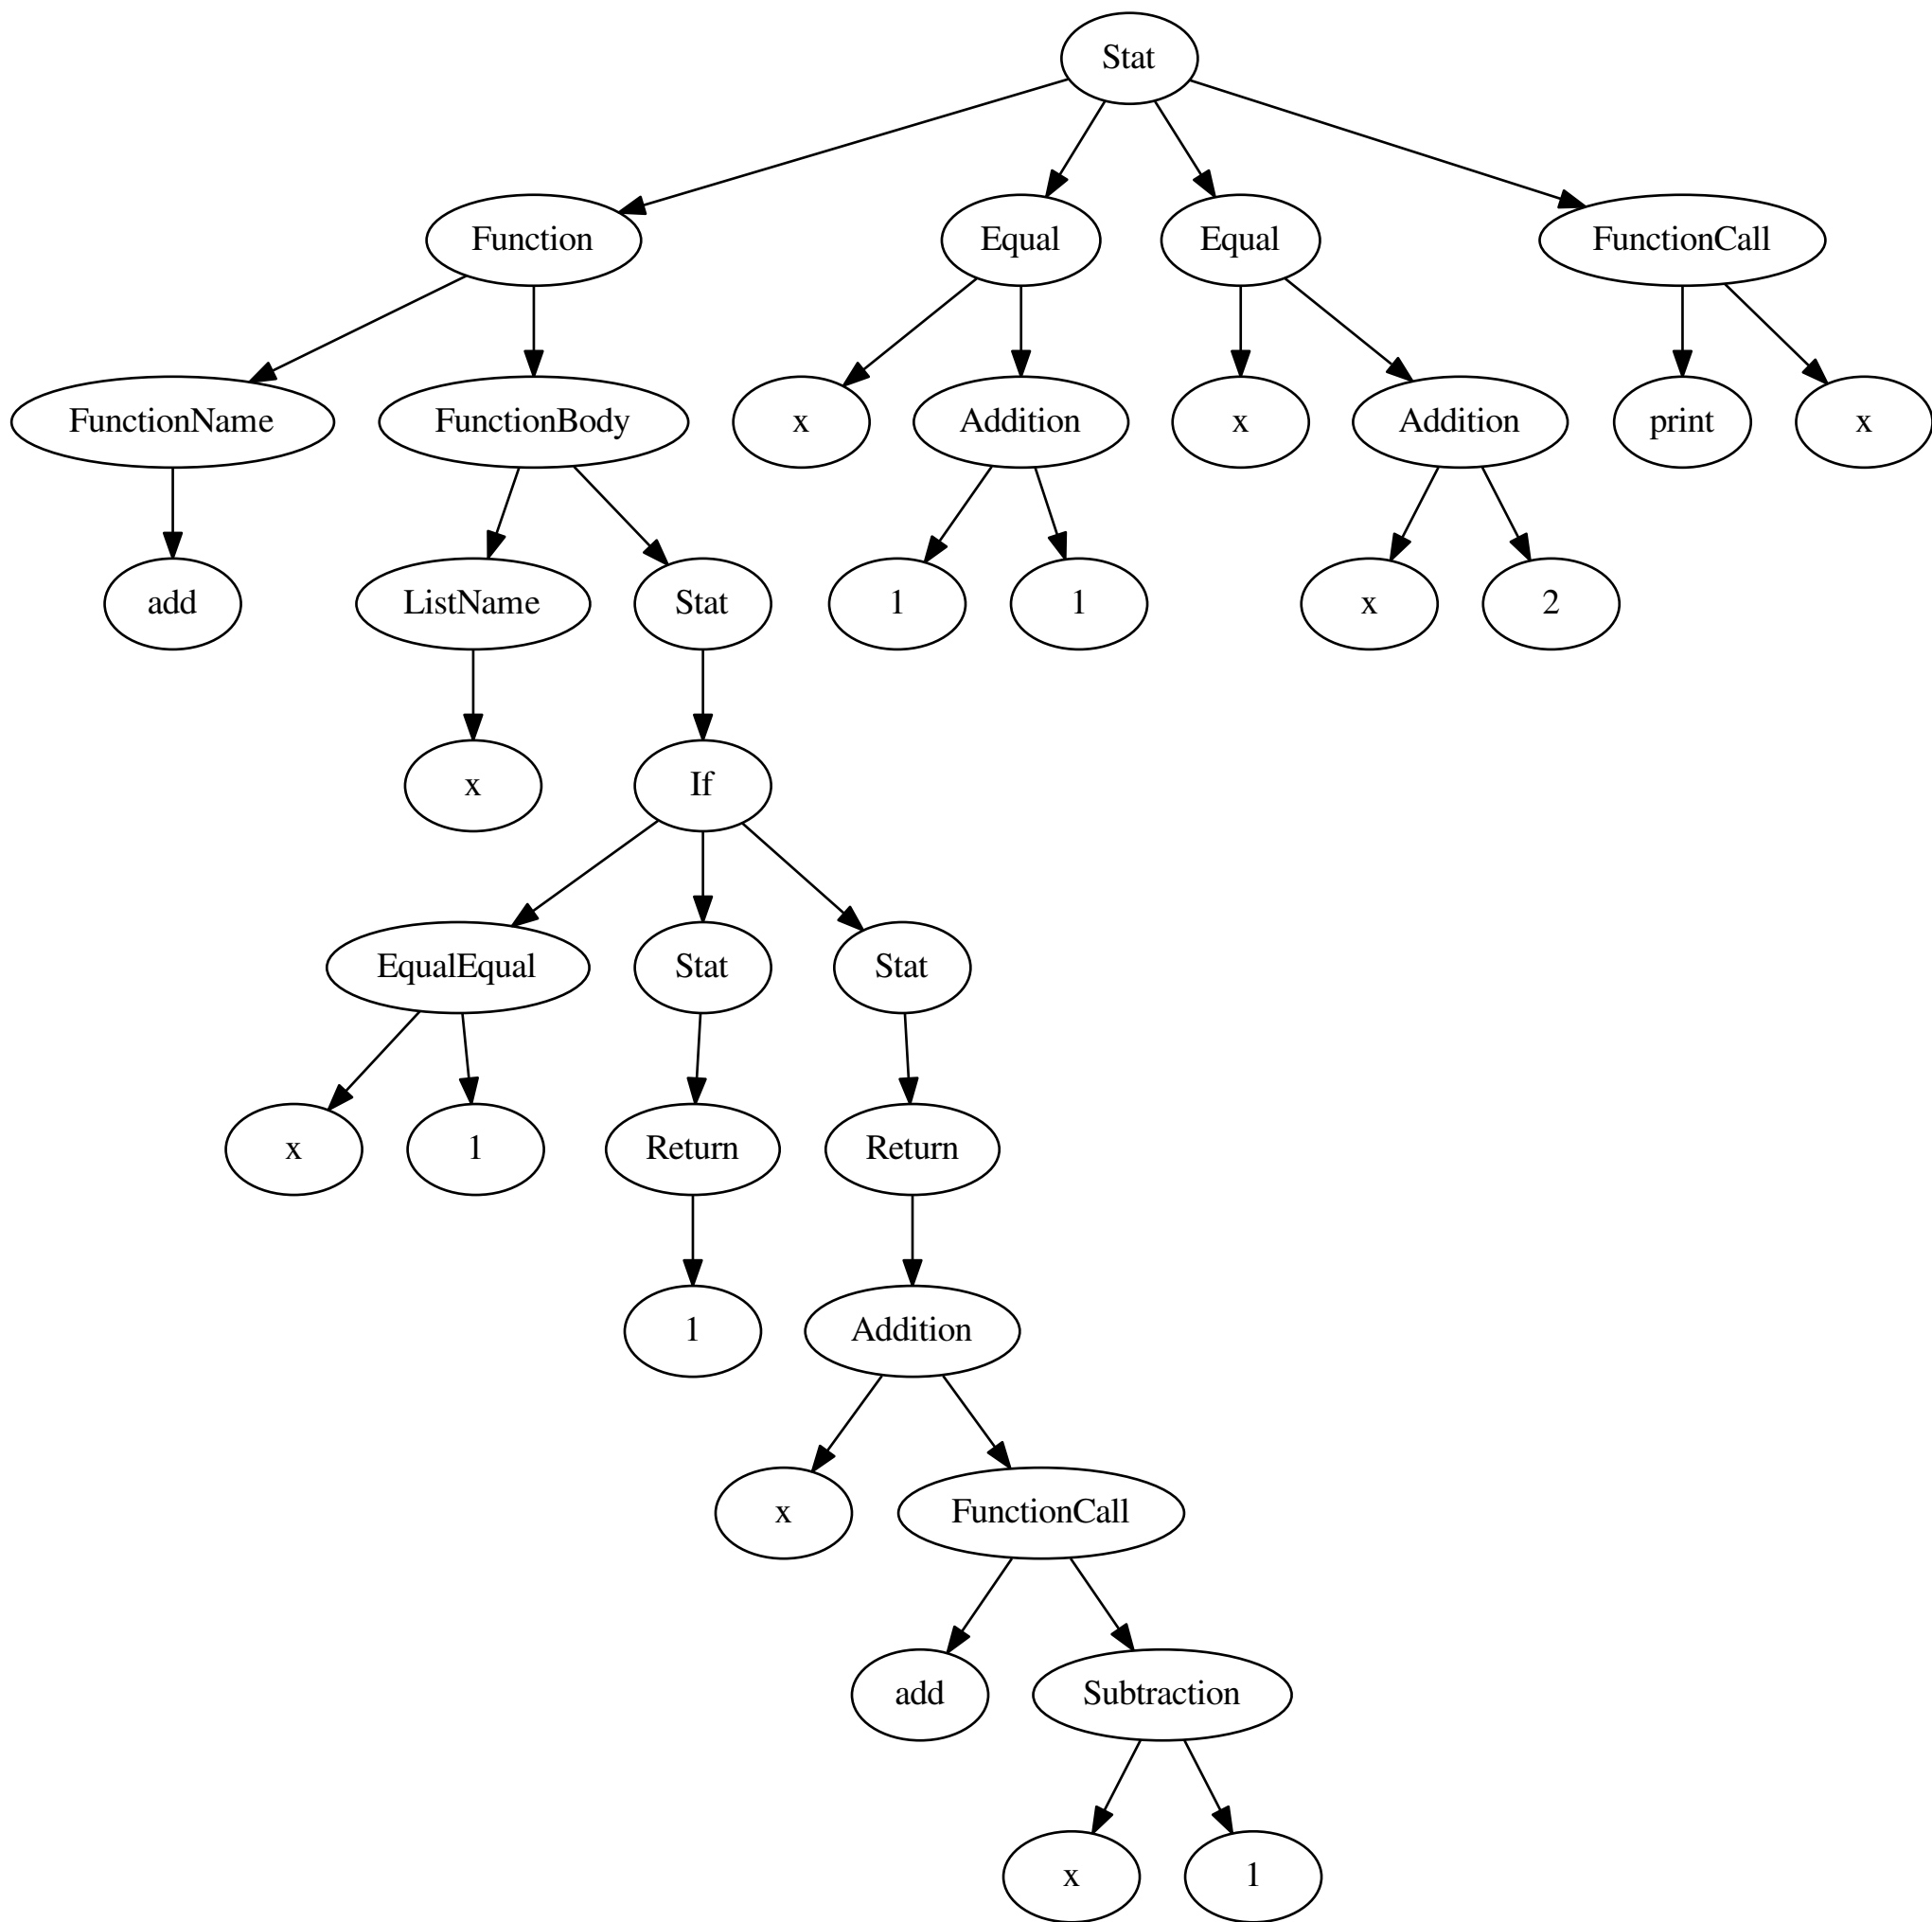 Stat
Function Equal Equal FunctionCall
FunctionName FunctionBody x Addition x Addition print x
add ListName Stat 1 1 x 2
x If
EqualEqual Stat Stat
x 1 Return Return
1 Addition
x FunctionCall
add Subtraction
x 1